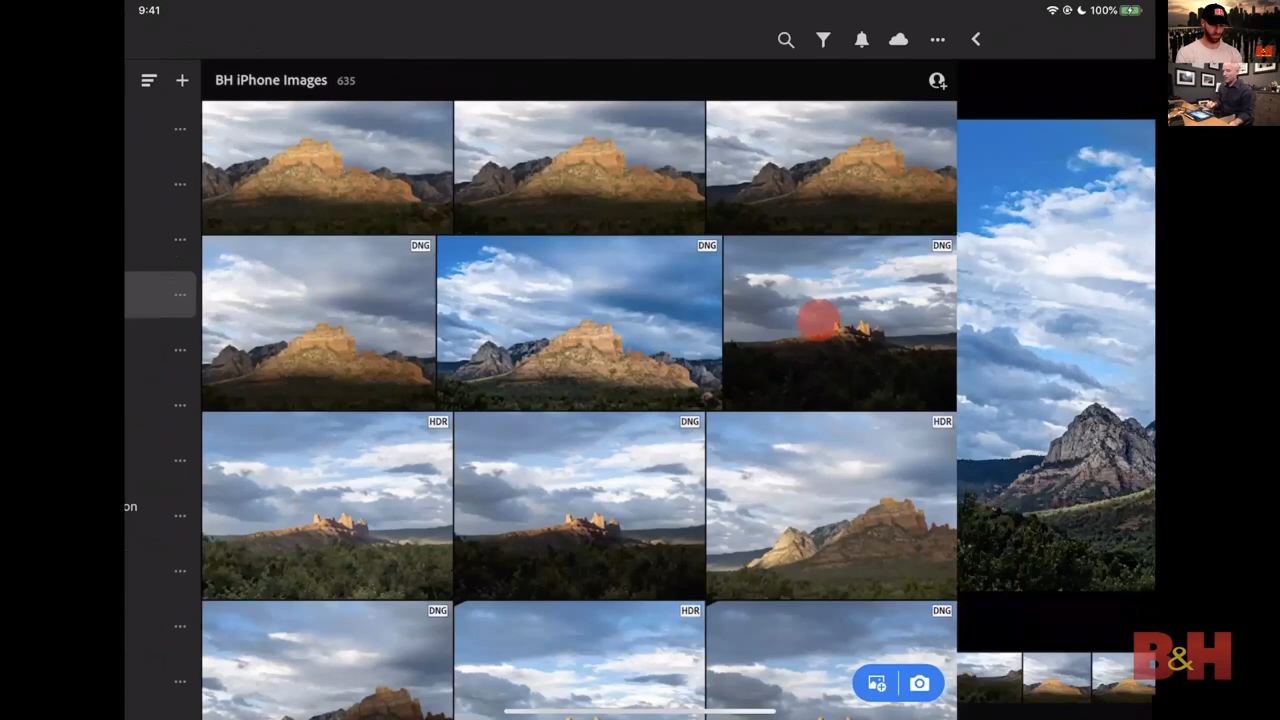 9:41
100%
BH iPhone Images 635
DNG
DNG
DNG
HDR
DNG
HDR
on
DNG
HDR
DNG
B&H